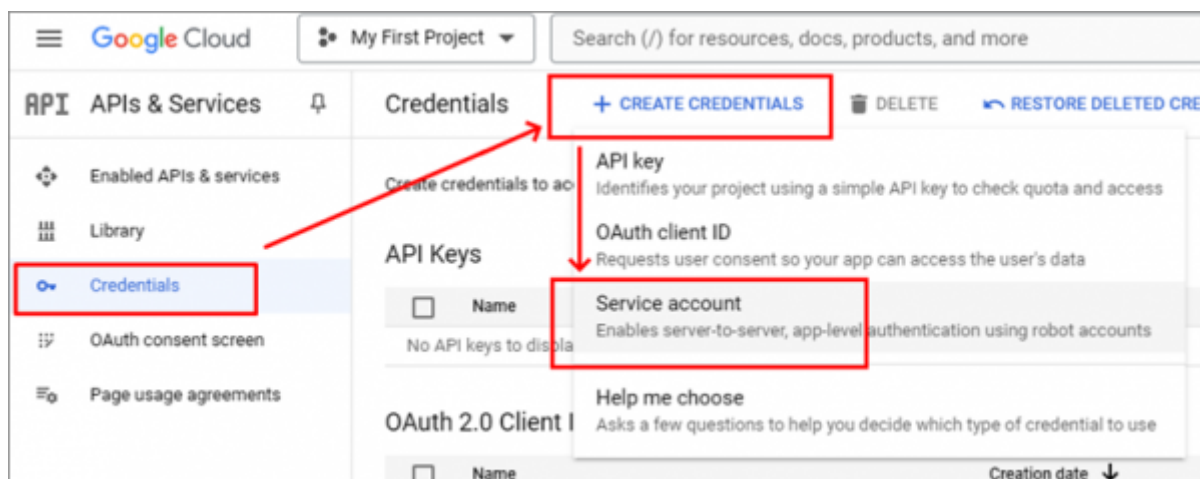 Google Cloud
My First Project
Search (/) for resources, docs, products, and more
API APIs & Services
Credentials
+ CREATE CREDENTIALS
DELETE
RESTORE DELETED CRE
Enabled APIs & services
Library
Credentials
OAuth consent screen
Page usage agreements
Create credentials to ac
API key
Identifies your project using a simple API key to check quota and access
OAuth client ID
Requests user consent so your app can access the user's data
Service account
Enables server-to-server, app-level authentication using robot accounts
Help me choose
Asks a few questions to help you decide which type of credential to use
API Keys
Name
No API keys to displa
OAuth 2.0 Client I
Name
Creation date